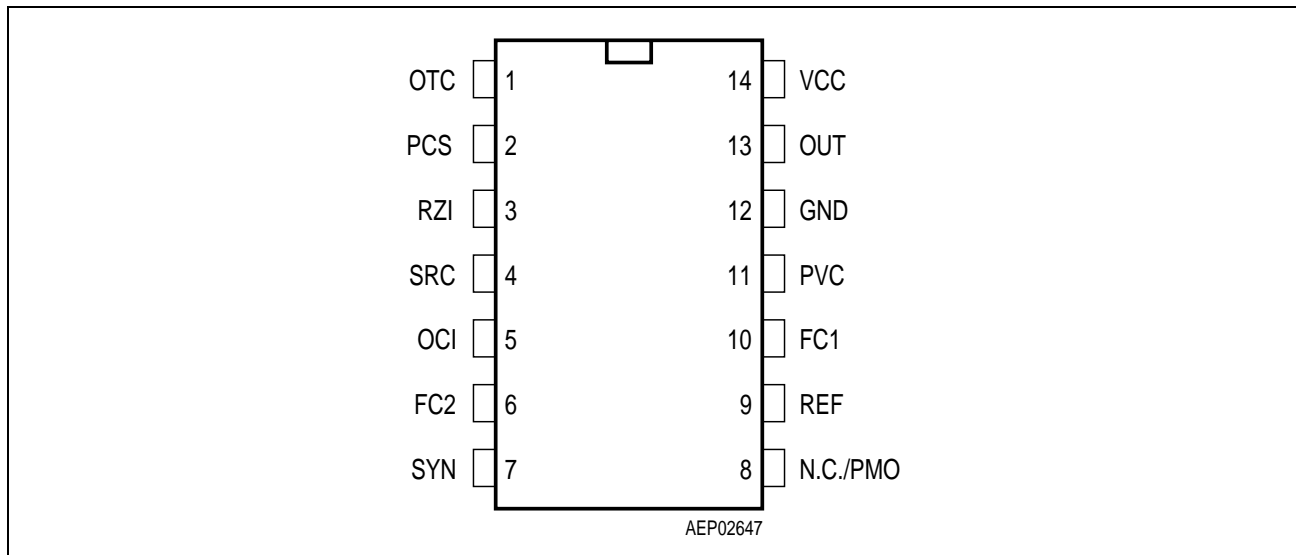 OTC 1 14 VCC
PCS 2 13 OUT
RZI 3 12 GND
SRC 4 11 PVC
OCI 5 10 FC1
FC2 6 9 REF
SYN 7 8 N.C./PMO
AEP02647